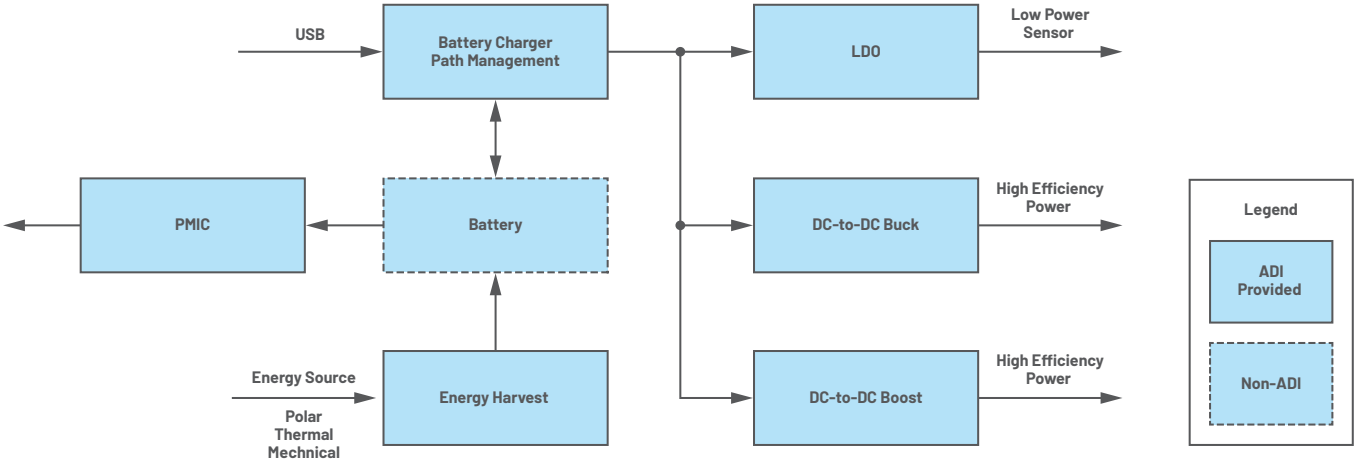 USB
Battery Charger
Path Management
LDO
Low Power
Sensor
PMIC
Battery
DC-to-DC Buck
High Efficiency
Power
Energy Source
Polar
Thermal
Mechnical
Energy Harvest
DC-to-DC Boost
High Efficiency
Power
Legend
ADI
Provided
Non-ADI